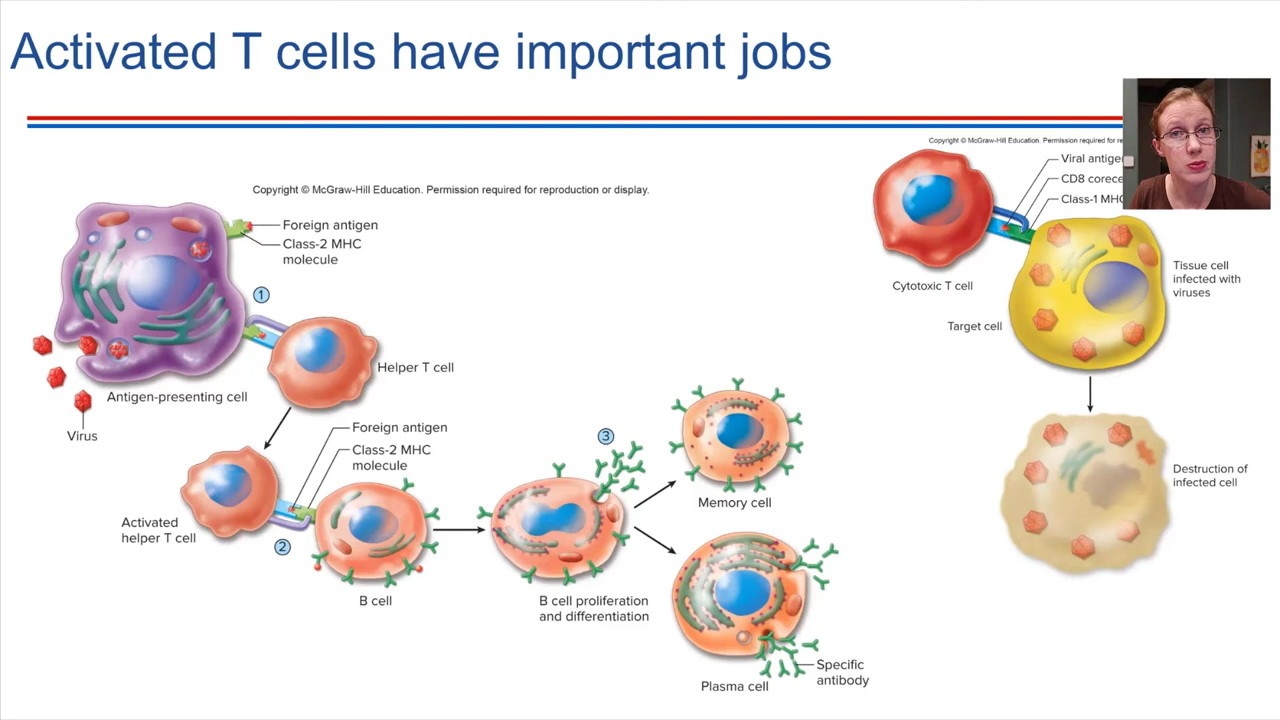 Activated T cells have important jobs
Copyright © McGraw-Hill Education. Permission required for
Copyright © McGraw-Hill Education. Permission required for reproduction or display.
Foreign antigen
Class-2 MHC
molecule
1
Helper T cell
Antigen-presenting cell
Virus
Foreign antigen
Class-2 MHC
molecule
Activated
helper T cell
2
B cell
3
B cell proliferation
and differentiation
Memory cell
Plasma cell
Specific
antibody
Viral
CD8
Class-1
Cytotoxic T cell
Target cell
Tissue cell
infected with
viruses
Destruction of
infected cell